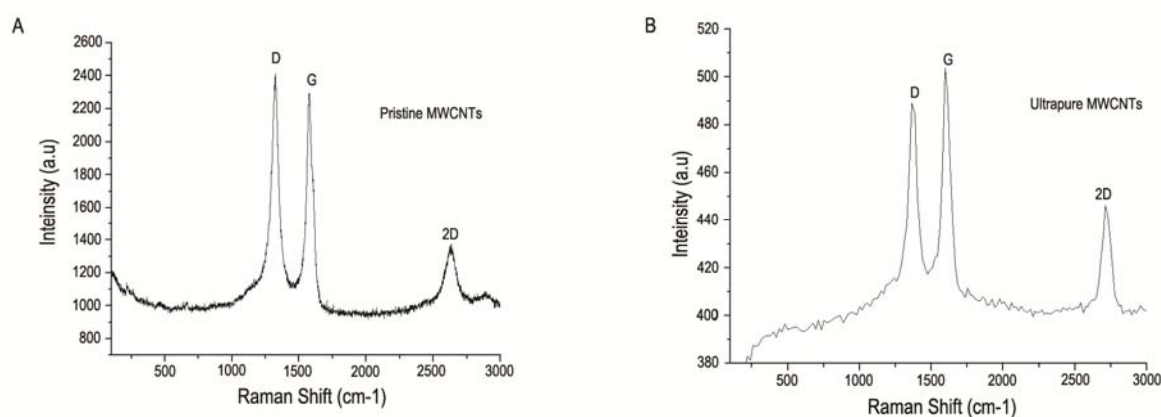 A
2600
2400
2200
2000
1800
1600
1400
1200
1000
800
D
G
2D
Pristine MWCNTs
Inteinsity (a.u)
500
1000
1500
2000
2500
3000
Raman Shift (cm-1)
B
520
500
480
460
440
420
400
380
D
G
2D
Ultrapure MWCNTs
Inteinsity (a.u)
500
1000
1500
2000
2500
3000
Raman Shift (cm-1)